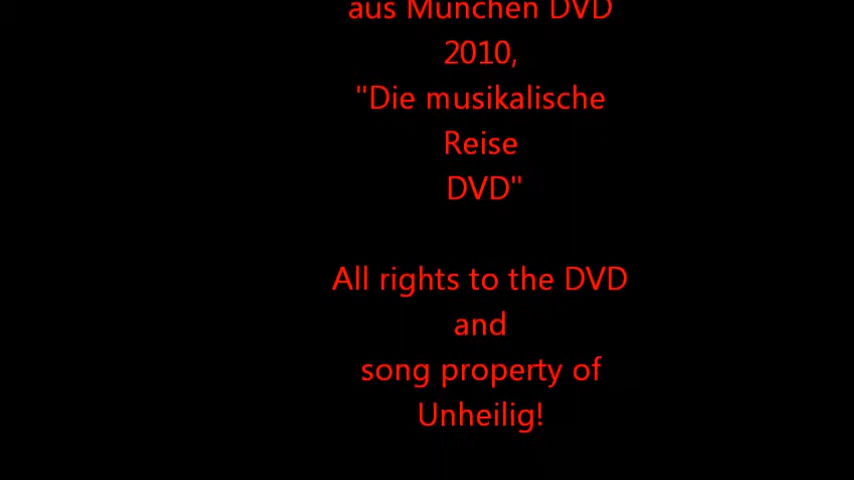 aus München DVD
2010,
"Die musikalische
Reise
DVD"
All rights to the DVD
and
song property of
Unheilig!